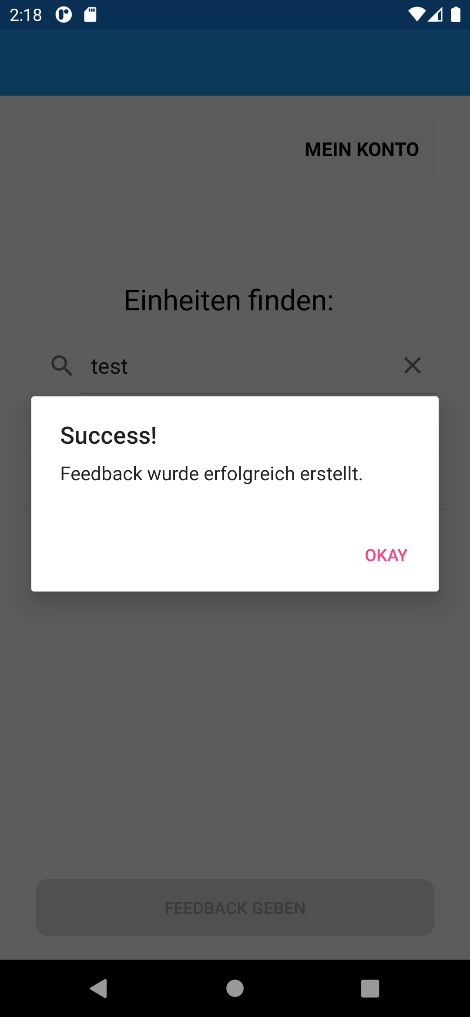 2:18
MEIN KONTO
Einheiten finden:
test
Success!
Feedback wurde erfolgreich erstellt.
OKAY
FEEDBACK GEBEN